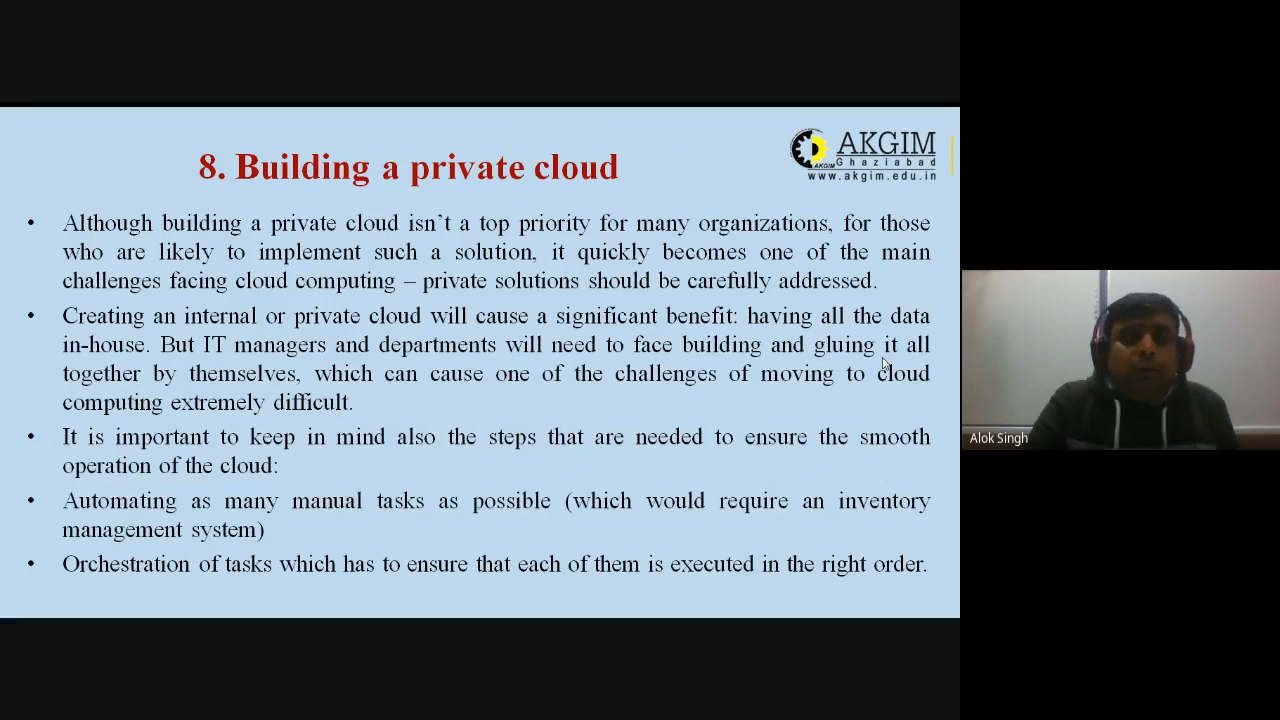 8. Building a private cloud
AKGIM
Ghaziabad
AKGIM
www.akgim.edu.in
• Although building a private cloud isn't a top priority for many organizations, for those
who are likely to implement such a solution, it quickly becomes one of the main
challenges facing cloud computing – private solutions should be carefully addressed.
• Creating an internal or private cloud will cause a significant benefit: having all the data
in-house. But IT managers and departments will need to face building and gluing it all
together by themselves, which can cause one of the challenges of moving to cloud
computing extremely difficult.
• It is important to keep in mind also the steps that are needed to ensure the smooth
operation of the cloud:
• Automating as many manual tasks as possible (which would require an inventory
management system)
• Orchestration of tasks which has to ensure that each of them is executed in the right order.
Alok Singh